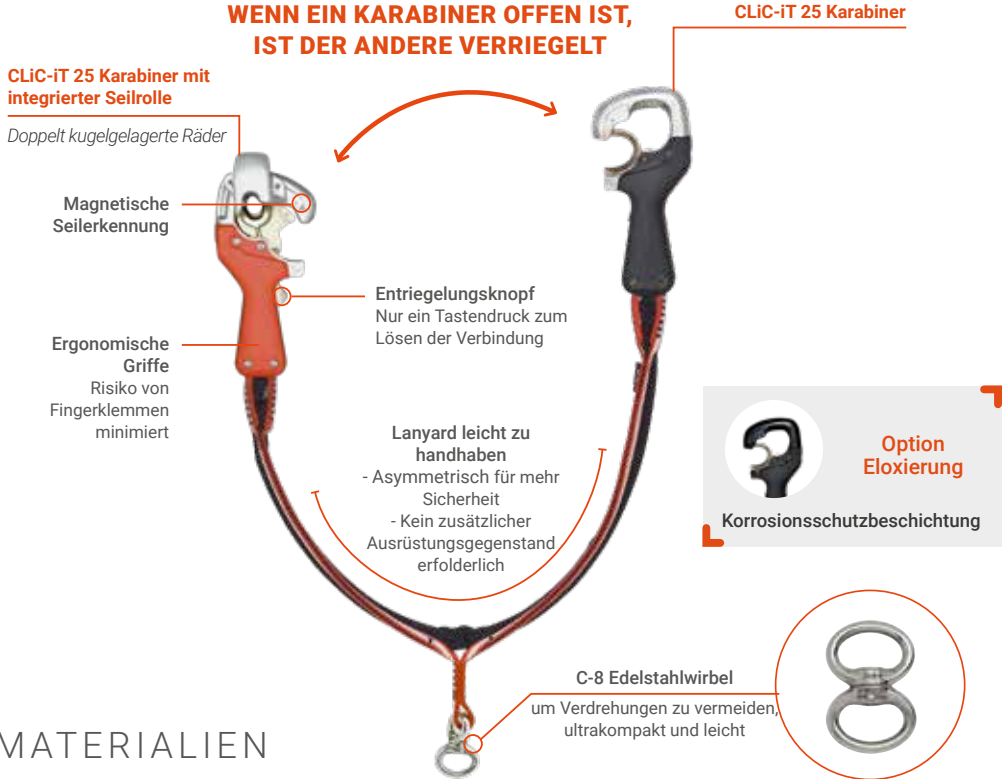 WENN EIN KARABINER OFFEN IST,
IST DER ANDERE VERRIEGELT
CLiC-iT 25 Karabiner
CLiC-iT 25 Karabiner mit
integrierter Seilrolle
Doppelt kugelgelagerte Räder
Magnetische
Seilerkennung
Entriegelungsknopf
Nur ein Tastendruck zum
Lösen der Verbindung
Ergonomische
Griffe
Risiko von
Fingerklemmen
minimiert
Lanyard leicht zu
handhaben
- Asymmetrisch für mehr
Sicherheit
- Kein zusätzlicher
Ausrüstungsgegenstand
erfolderlich
Option
Eloxierung
Korrosionsschutzbeschichtung
C-8 Edelstahlwirbel
um Verdrehungen zu vermeiden,
ultrakompakt und leicht
MATERIALIEN